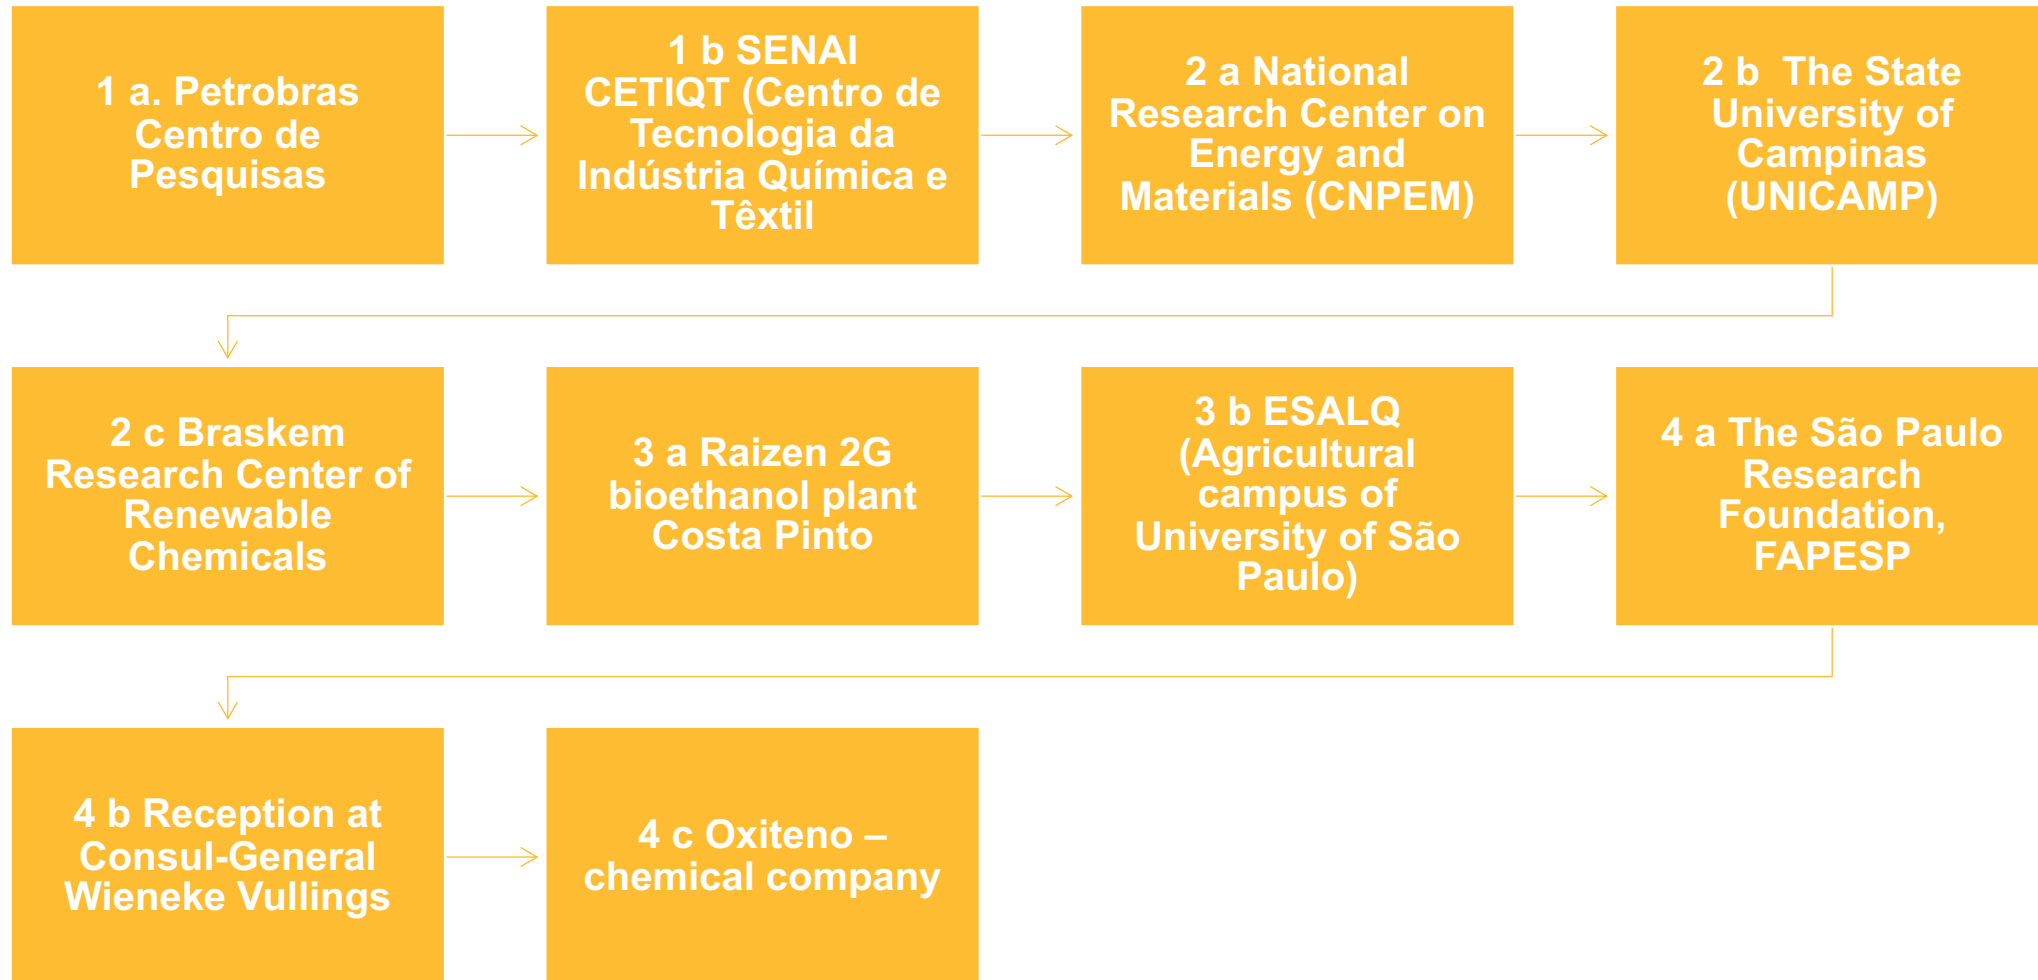 1 a. Petrobras
Centro de
Pesquisas
1 b SENAI
CETIQT (Centro de
Tecnologia da
Indústria Química e
Têxtil
2 a National
Research Center on
Energy and
Materials (CNPEM)
2 b The State
University of
Campinas
(UNICAMP)
2 c Braskem
Research Center of
Renewable
Chemicals
3 a Raizen 2G
bioethanol plant
Costa Pinto
3 b ESALQ
(Agricultural
campus of
University of São
Paulo)
4 a The São Paulo
Research
Foundation,
FAPESP
4 b Reception at
Consul-General
Wieneke Vullings
4 c Oxiteno –
chemical company